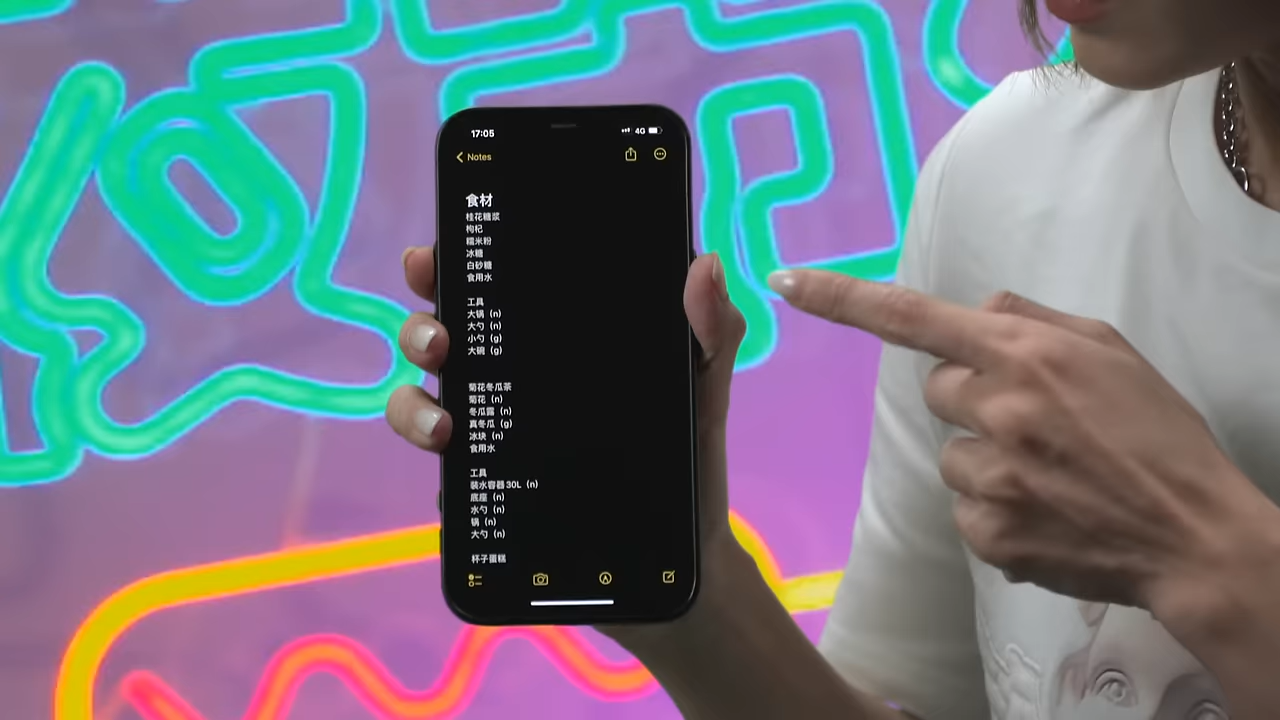 17:05
4G
Notes
食材
桂花糖浆
枸杞
糯米粉
冰糖
白砂糖
食用水
工具
大锅（n）
大勺（n）
小勺（g）
大碗（g）
菊花冬瓜茶
菊花（n）
冬瓜露（n）
真冬瓜（g）
冰块（n）
食用水
工具
装水容器30L（n）
底座（n）
水勺（n）
锅（n）
大勺（n）
杯子蛋糕